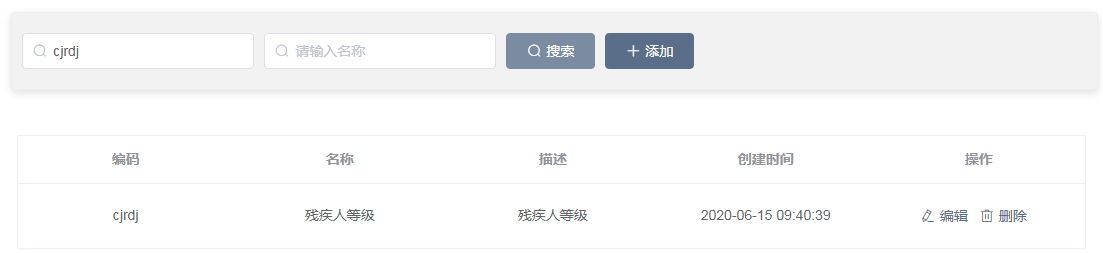 cjrdj 请输入名称 搜索 添加
编码 名称 描述 创建时间 操作
cjrdj 残疾人等级 残疾人等级 2020-06-15 09:40:39 编辑 删除